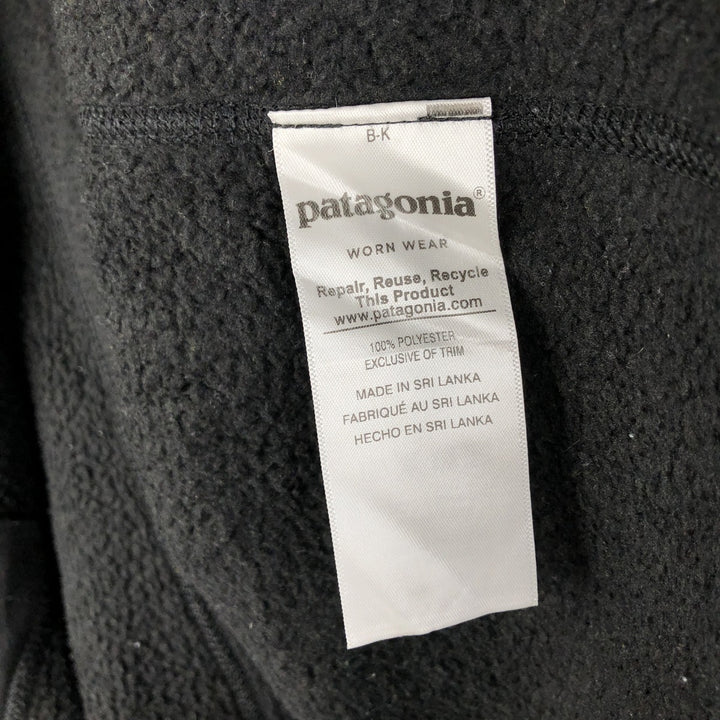 B-K
patagonia®
WORN WEAR
Repair, Reuse, Recycle
This Product
www.patagonia.com
100% POLYESTER
EXCLUSIVE OF TRIM
MADE IN SRI LANKA
FABRIQUÉ AU SRI LANKA
HECHO EN SRI LANKA